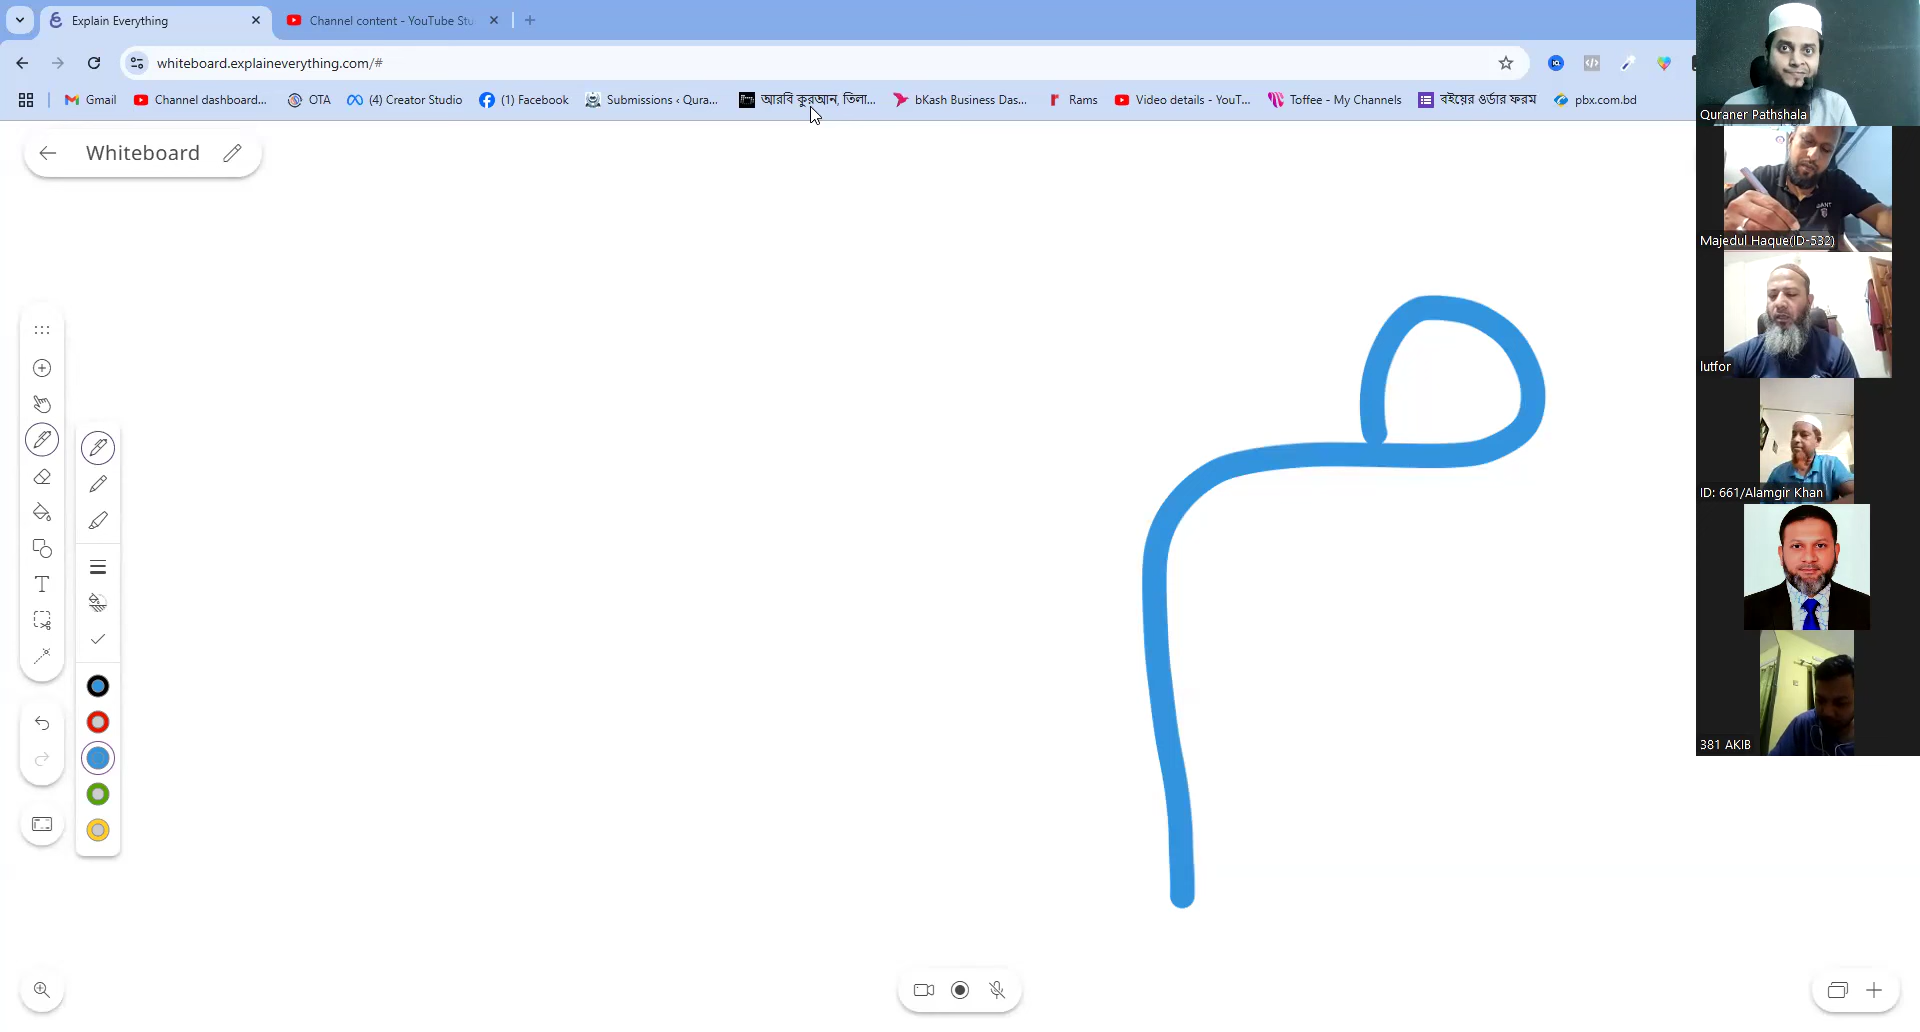 Explain Everything
Channel content - YouTube Stu
whiteboard.explaineverything.com/#
Gmail
Channel dashboard...
OTA
(4) Creator Studio
(1) Facebook
Submissions ‹ Qura...
আরবি কুরআন, তিলা...
bKash Business Das...
Rams
Video details - YouT...
Toffee - My Channels
বইয়ের ওর্ডার ফরম
pbx.com.bd
Quraner Pathshala
Whiteboard
Majedul Haque(ID-532)
lutfor
ID: 661/Alamgir Khan
T
381 AKIB
م